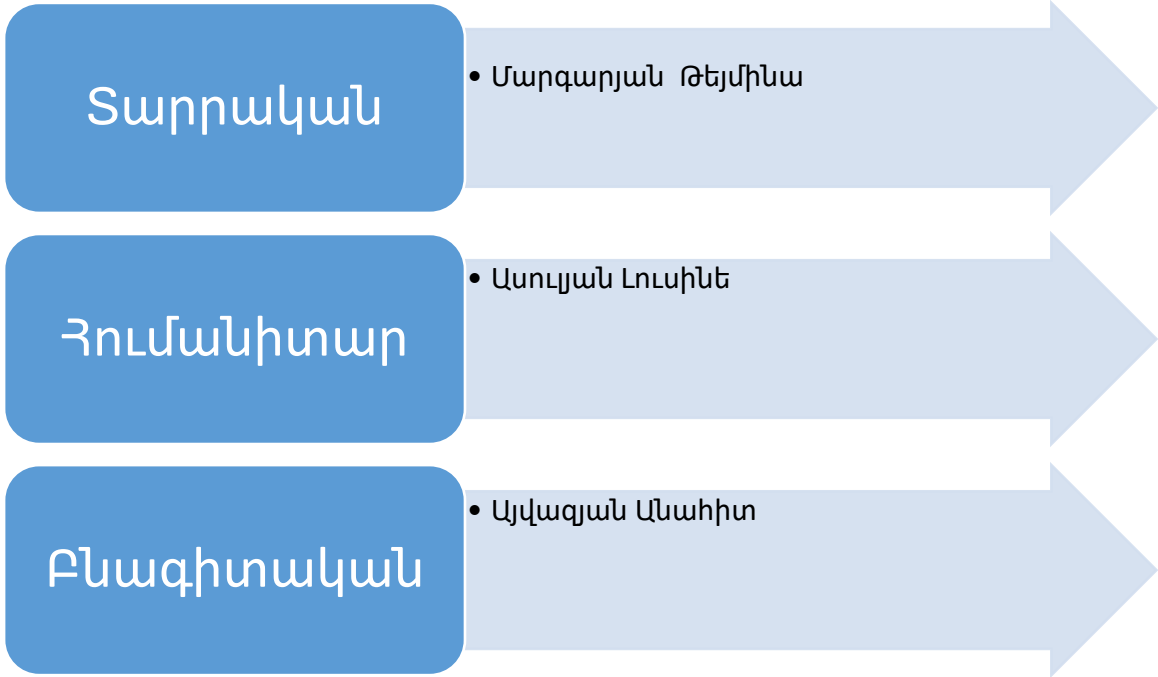 Տարրական
• Մարգարյան  Թեյմինա
Հումանիտար
• Ասուլյան Լուսինե
Բնագիտական
• Այվազյան Անահիտ